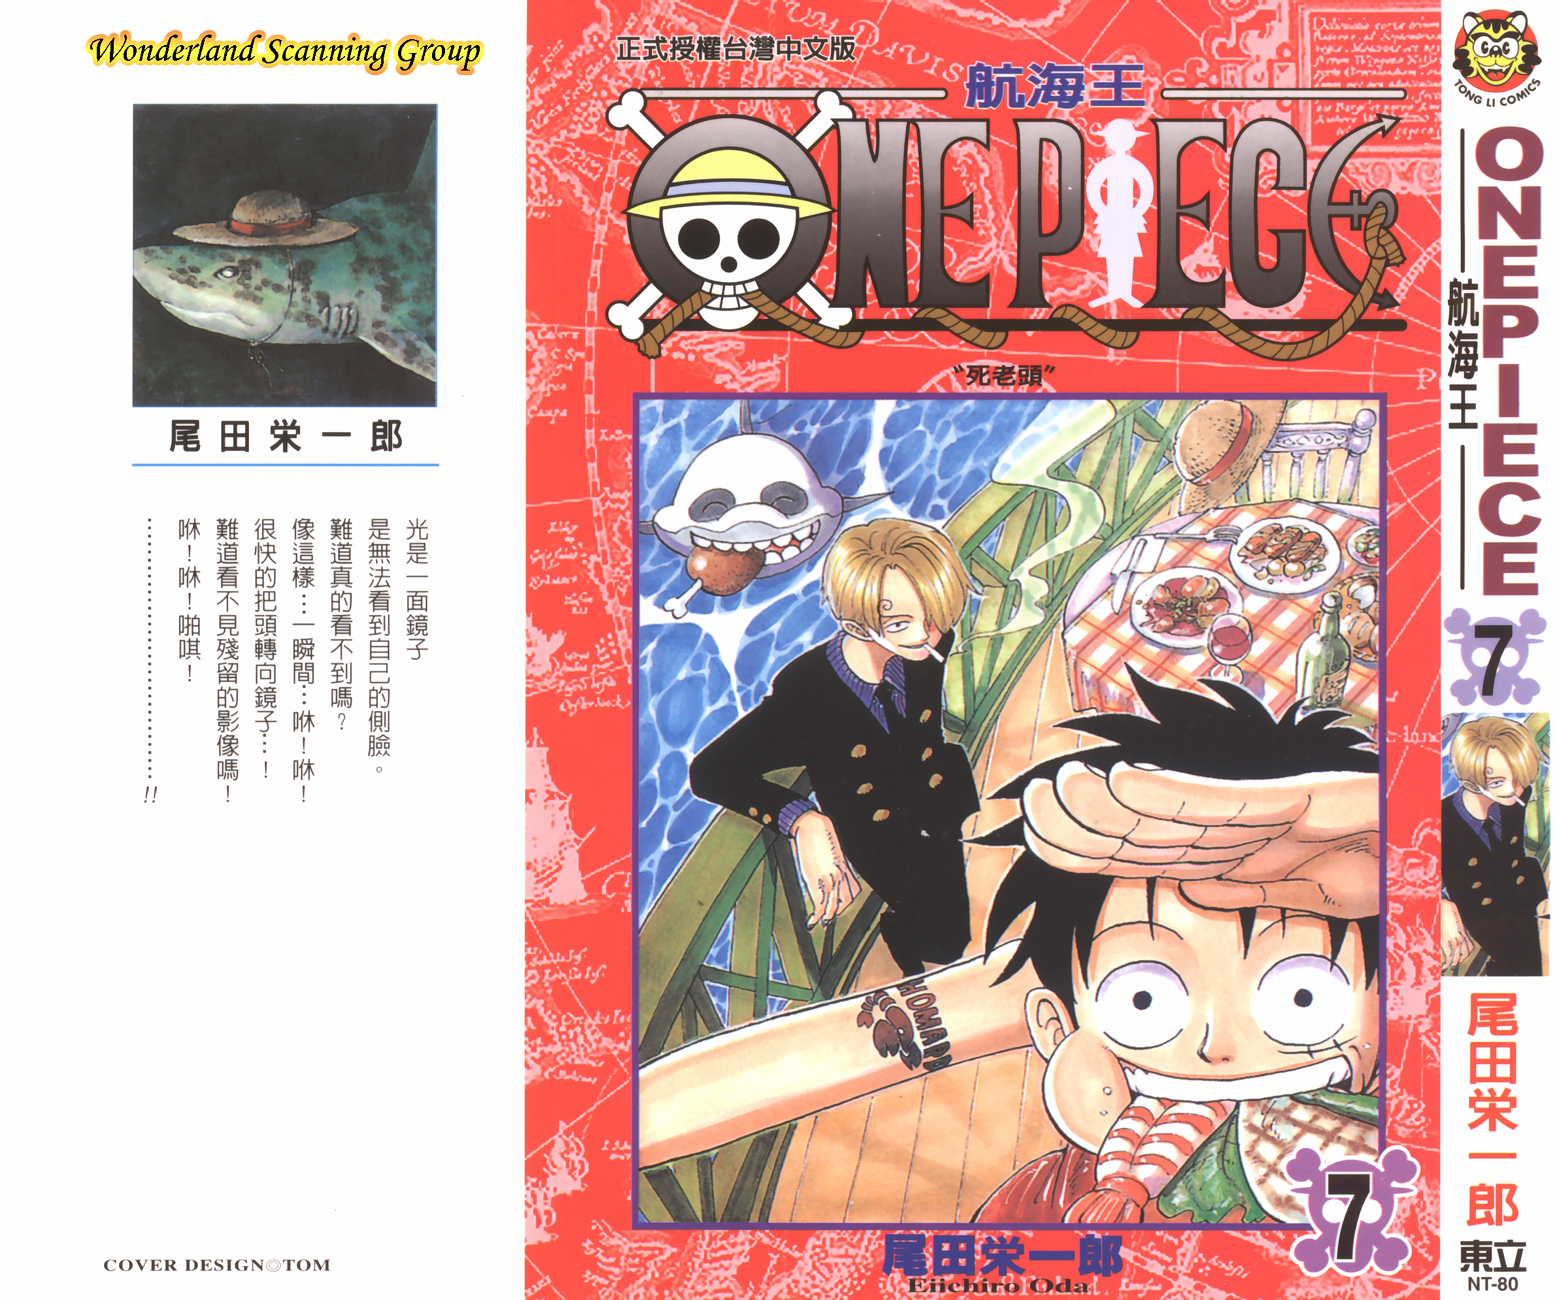 Wonderland Scanning Group
尾田栄一郎
光是一面鏡子
是無法看到自己的側臉。
難道真的看不到嗎？
像這樣…一瞬間…咻！咻！
很快的把頭轉向鏡子…！
難道看不見殘留的影像嗎！
咻！咻！啪唭！
…………………………!!
COVER DESIGN◎TOM
正式授權台灣中文版
航海王
ONE PIECE
“死老頭”
HOMARD
7
尾田栄一郎
Eiichiro Oda
TONG LI COMICS
ONE PIECE
航海王
7
尾田栄一郎
東立
NT-80